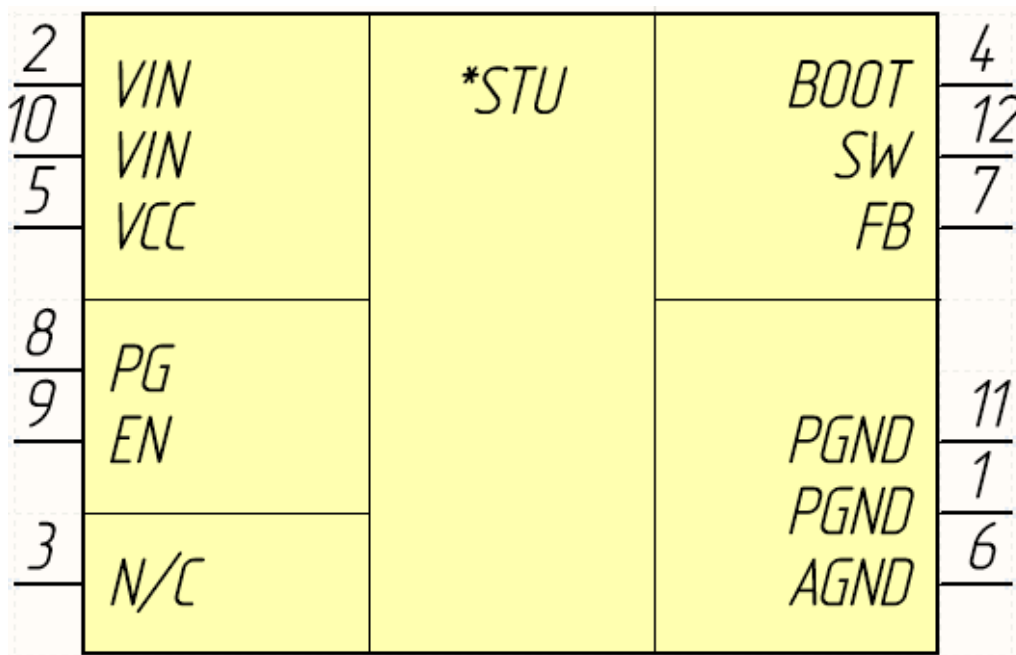 2 VIN *STU BOOT 4
10 VIN SW 12
5 VCC FB 7
8 PG
9 EN PGND 11
PGND 1
3 N/C AGND 6